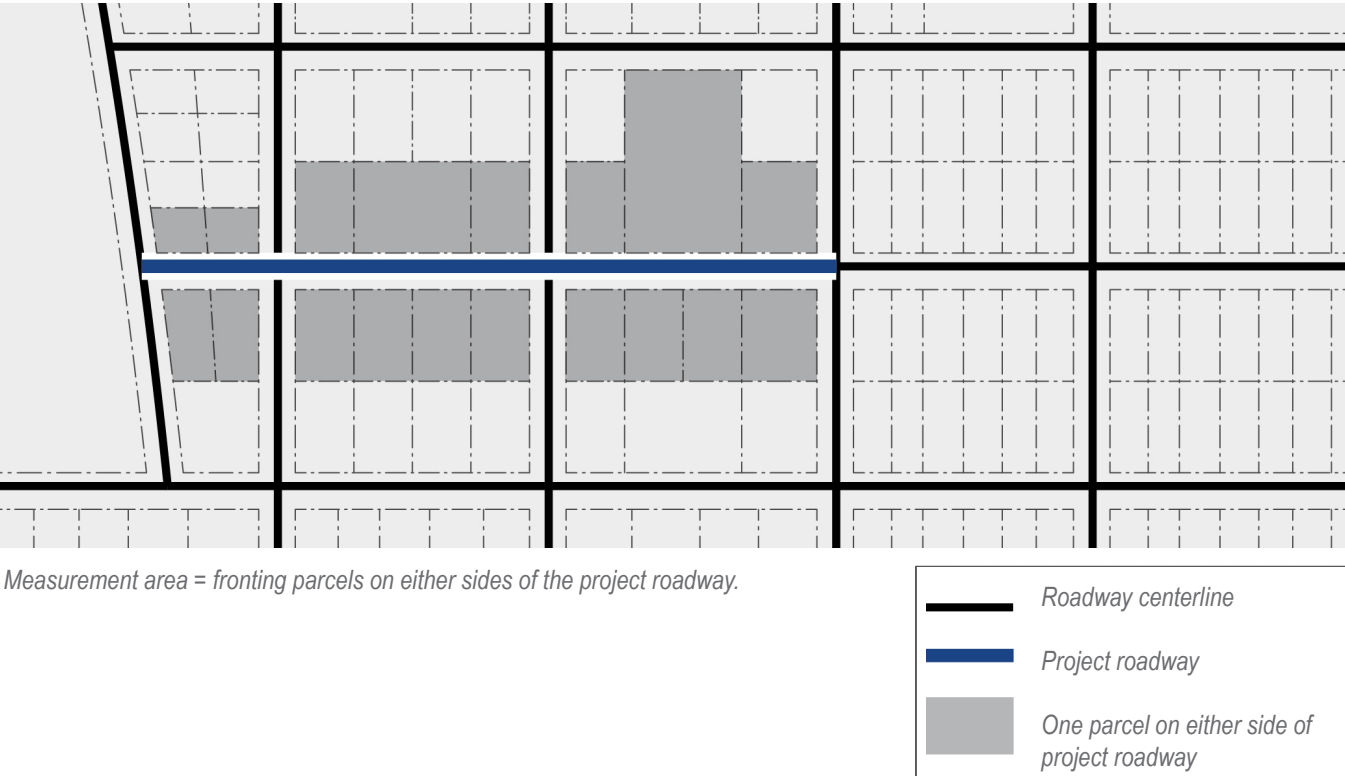 Measurement area = fronting parcels on either sides of the project roadway.
Roadway centerline
Project roadway
One parcel on either side of
project roadway